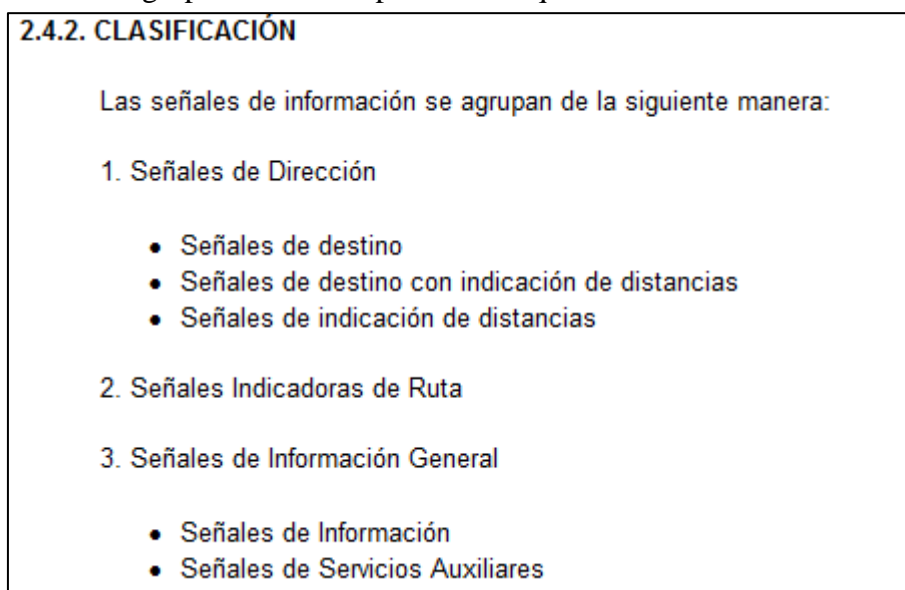 2.4.2. CLASIFICACIÓN
Las señales de información se agrupan de la siguiente manera:
1. Señales de Dirección
• Señales de destino
• Señales de destino con indicación de distancias
• Señales de indicación de distancias
2. Señales Indicadoras de Ruta
3. Señales de Información General
• Señales de Información
• Señales de Servicios Auxiliares